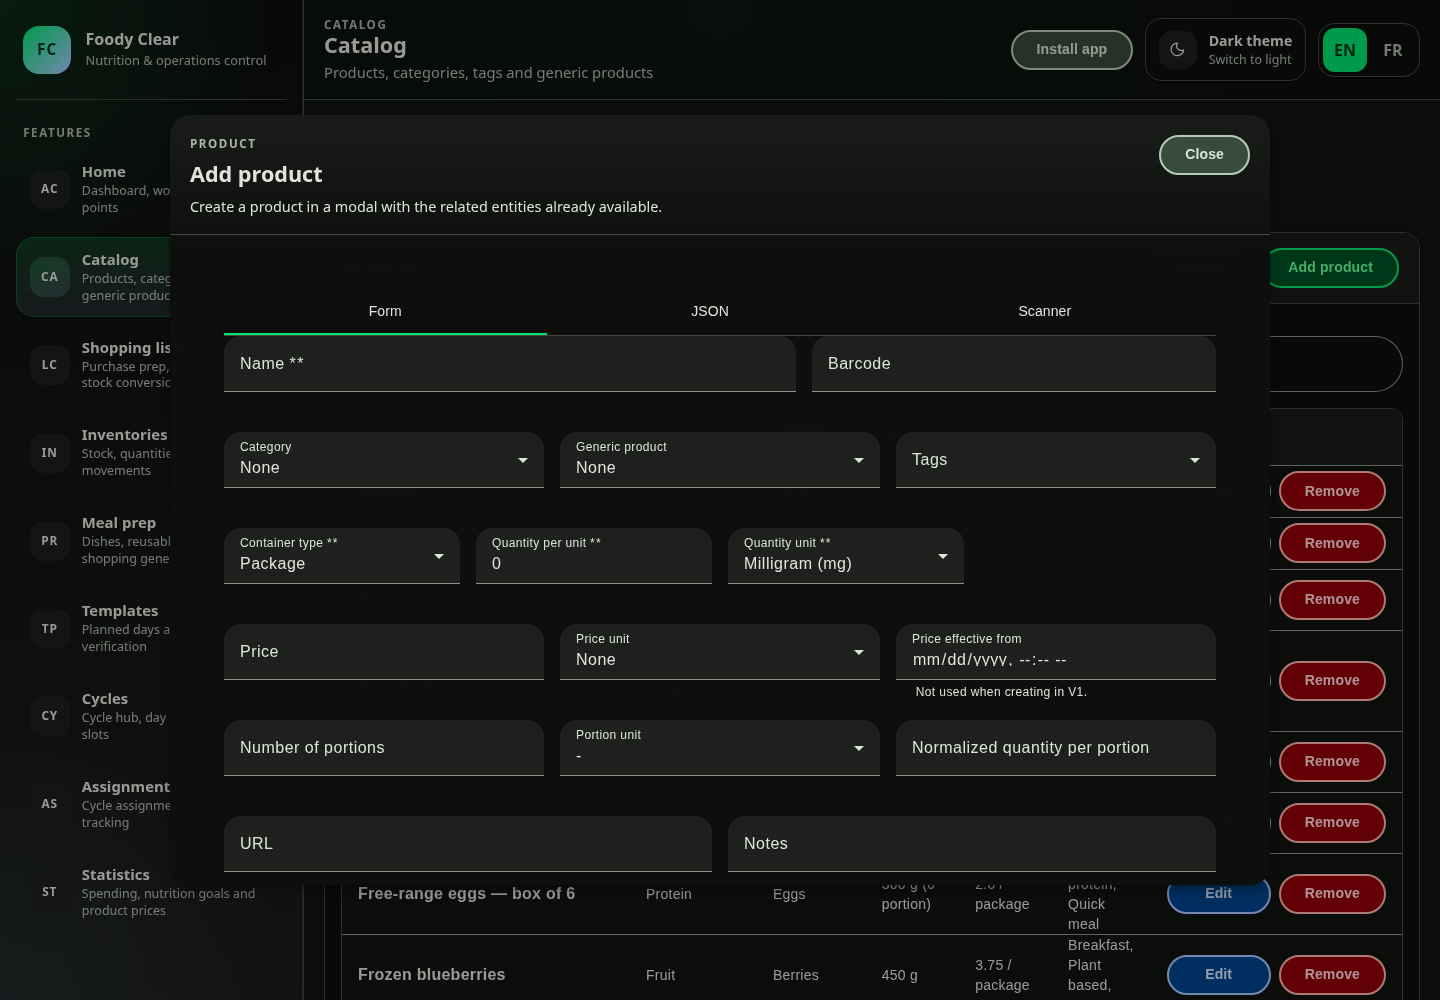 FC
Foody Clear
Nutrition & operations control
CATALOG
Catalog
Products, categories, tags and generic products
Install app
Dark theme
Switch to light
EN
FR
FEATURES
AC
Home
Dashboard, wo
points
CA
Catalog
Products, categ
generic produc
LC
Shopping lis
Purchase prep,
stock conversic
IN
Inventories
Stock, quantitie
movements
PR
Meal prep
Dishes, reusabl
shopping gene
TP
Templates
Planned days a
verification
CY
Cycles
Cycle hub, day
slots
AS
Assignment
Cycle assignme
tracking
ST
Statistics
Spending, nutrition goals and
product prices
PRODUCT
Add product
Create a product in a modal with the related entities already available.
Close
Form
JSON
Scanner
Name **
Barcode
Category
None
Generic product
None
Tags
Container type **
Package
Quantity per unit **
0
Quantity unit **
Milligram (mg)
Price
Price unit
None
Price effective from
mm/dd/yyyy, --:-- --
Not used when creating in V1.
Number of portions
Portion unit
-
Normalized quantity per portion
URL
Notes
Add product
Remove
Remove
Remove
Remove
Remove
Remove
Free-range eggs — box of 6
Protein
Eggs
portion)
package
protein,
Quick
meal
Edit
Remove
Frozen blueberries
Fruit
Berries
450 g
3.75 /
package
Breakfast,
Plant
based,
Edit
Remove